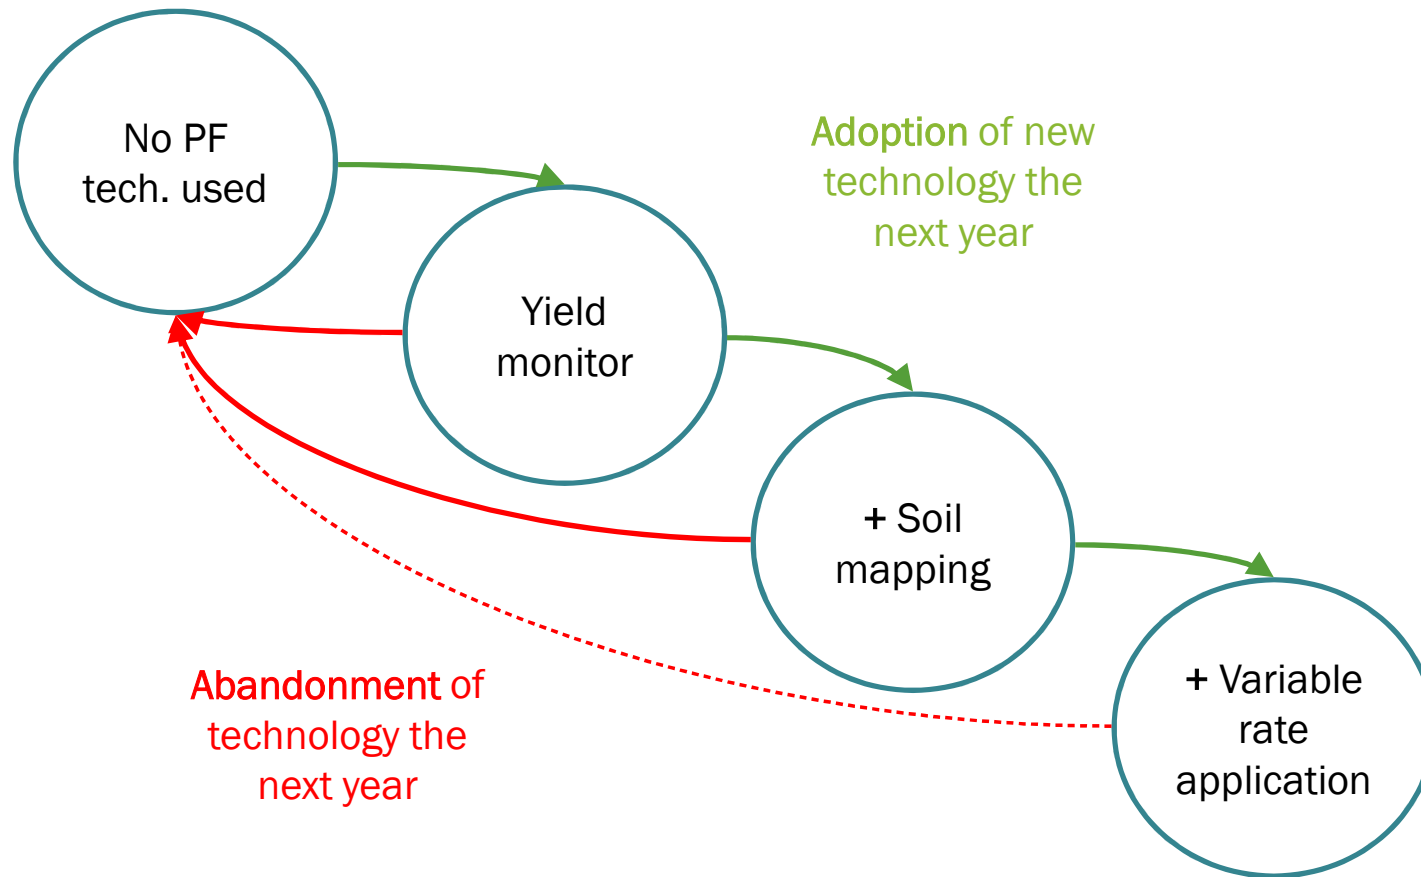 No PF
tech. used
Adoption of new
technology the
next year
Yield
monitor
+ Soil
mapping
Abandonment of
technology the
next year
+ Variable
rate
application